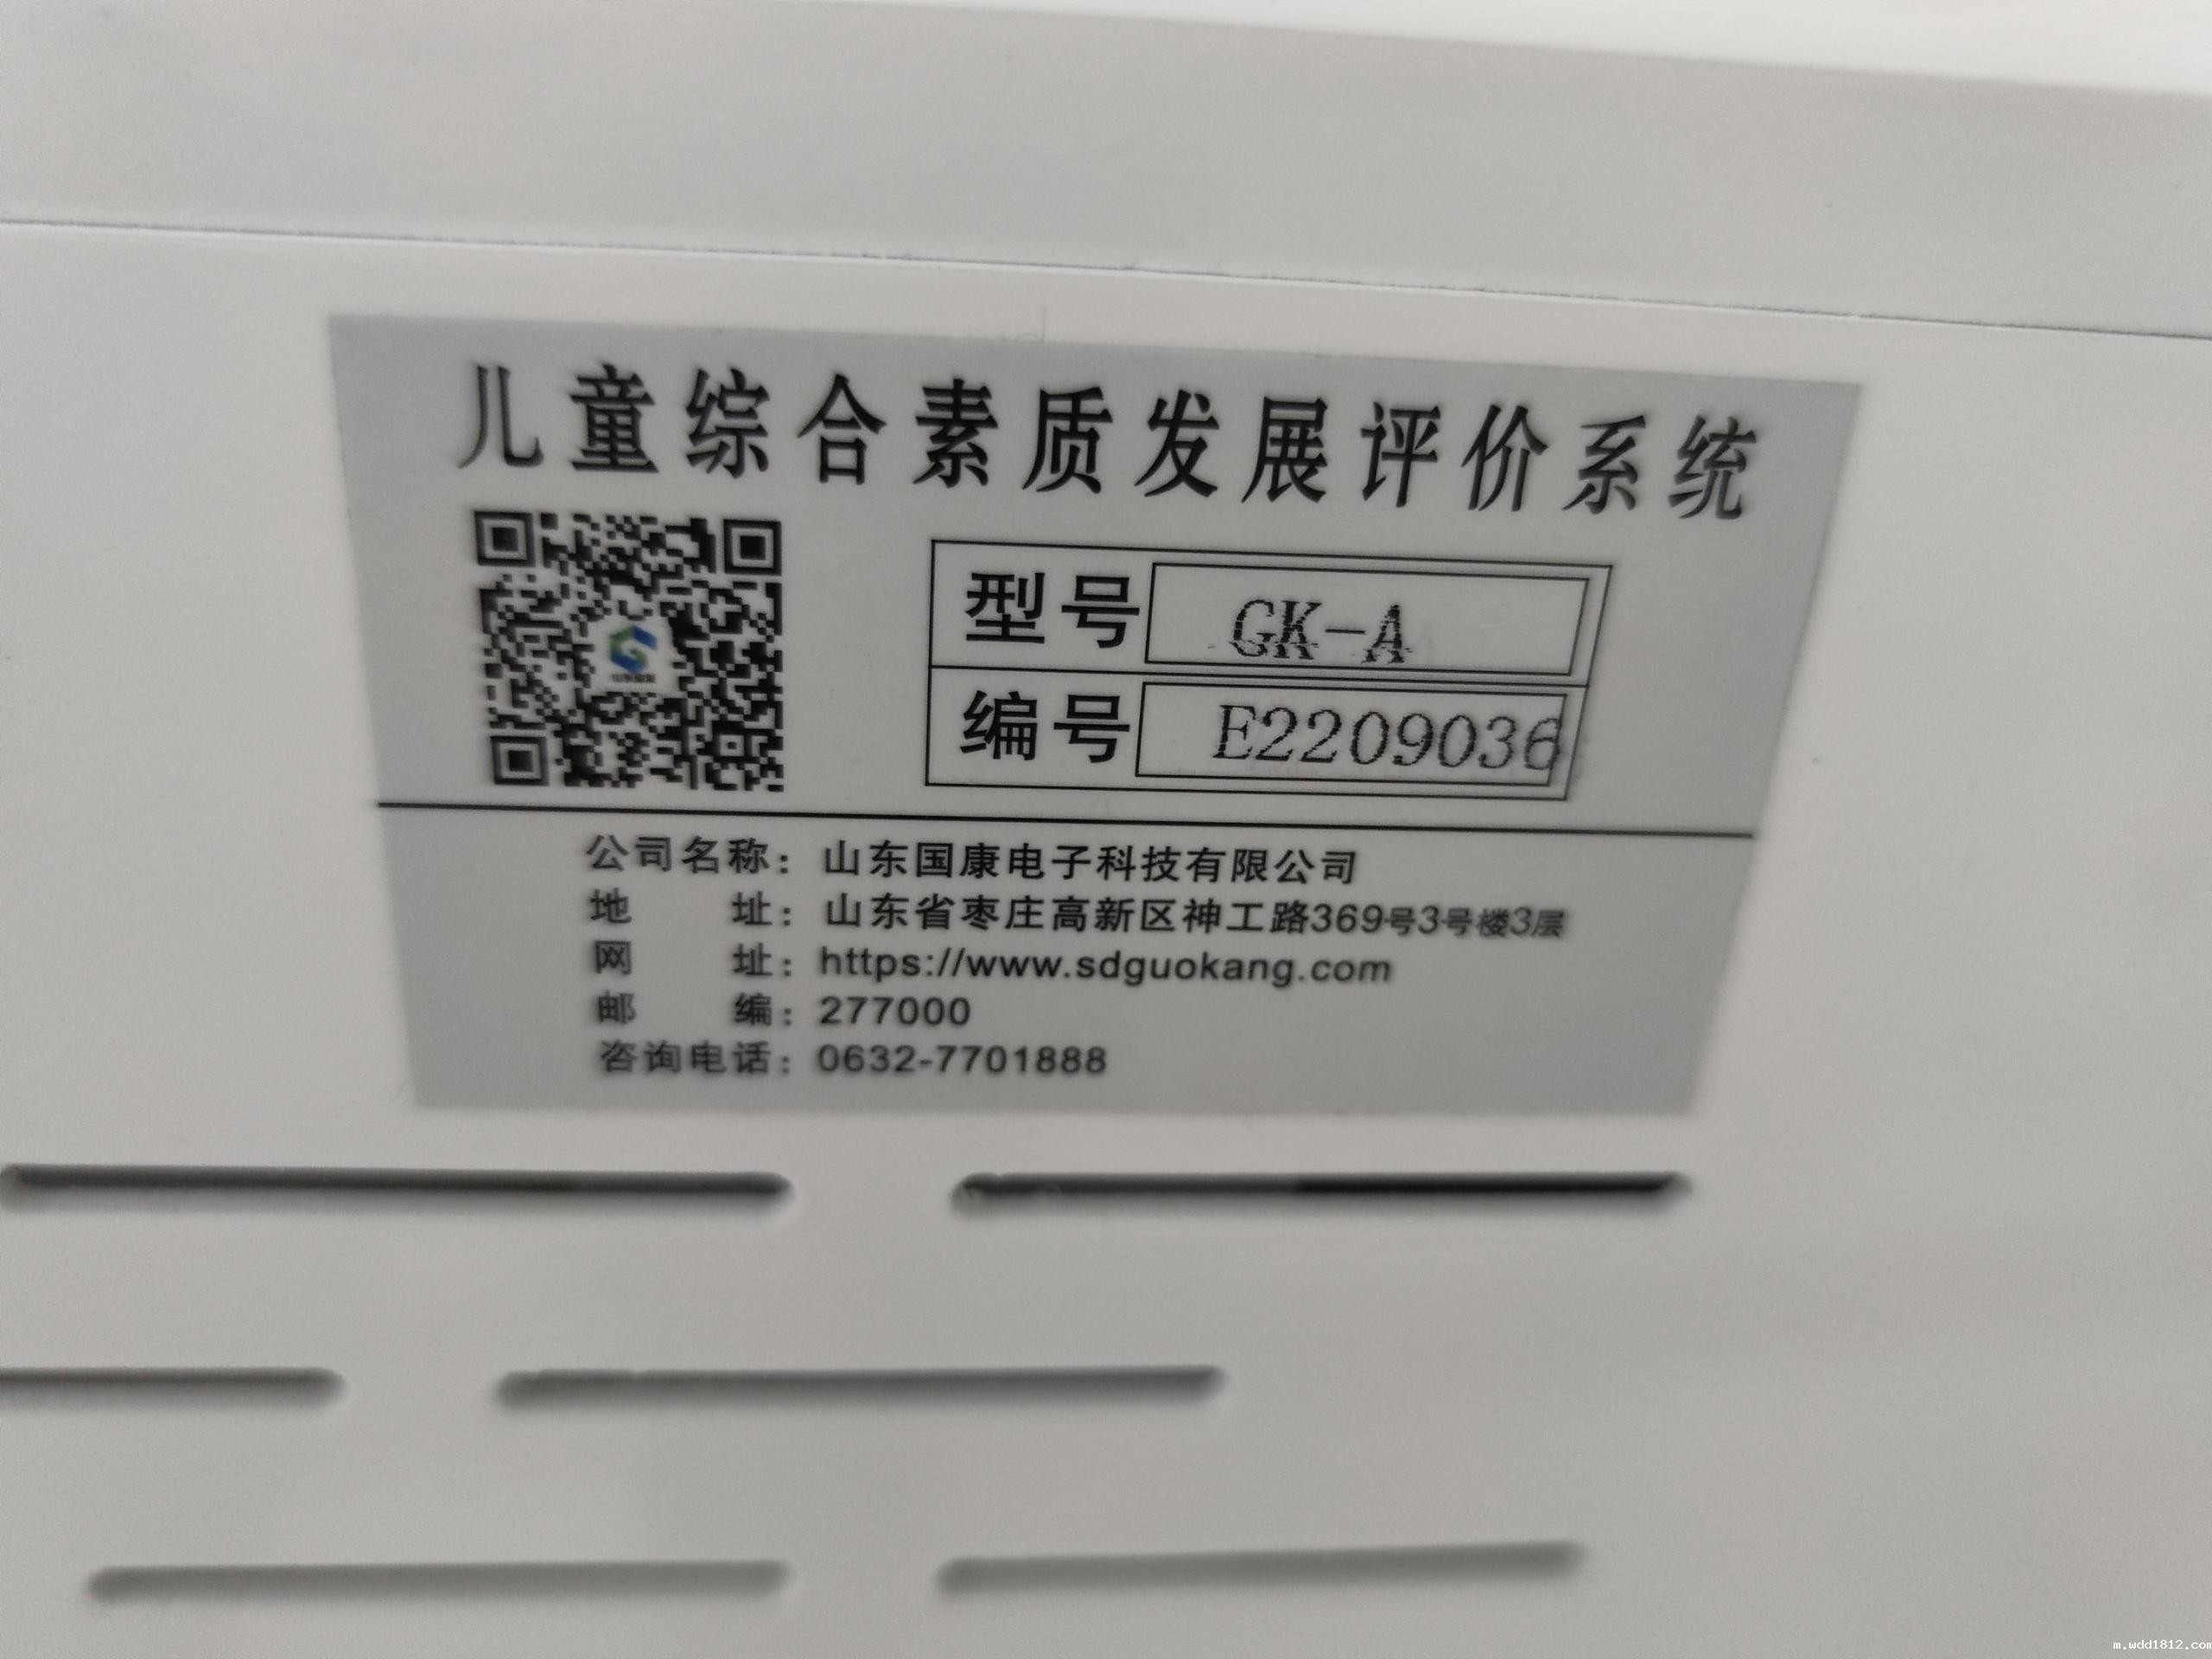 儿童综合素质发展评价系统
型号 GK-A
编号 E2209036
公司名称：山东国康电子科技有限公司
地 址：山东省枣庄高新区神工路369号3号楼3层
网 址：https://www.sdguokang.com
邮 编：277000
咨询电话：0632-7701888
m.wdd1812.com